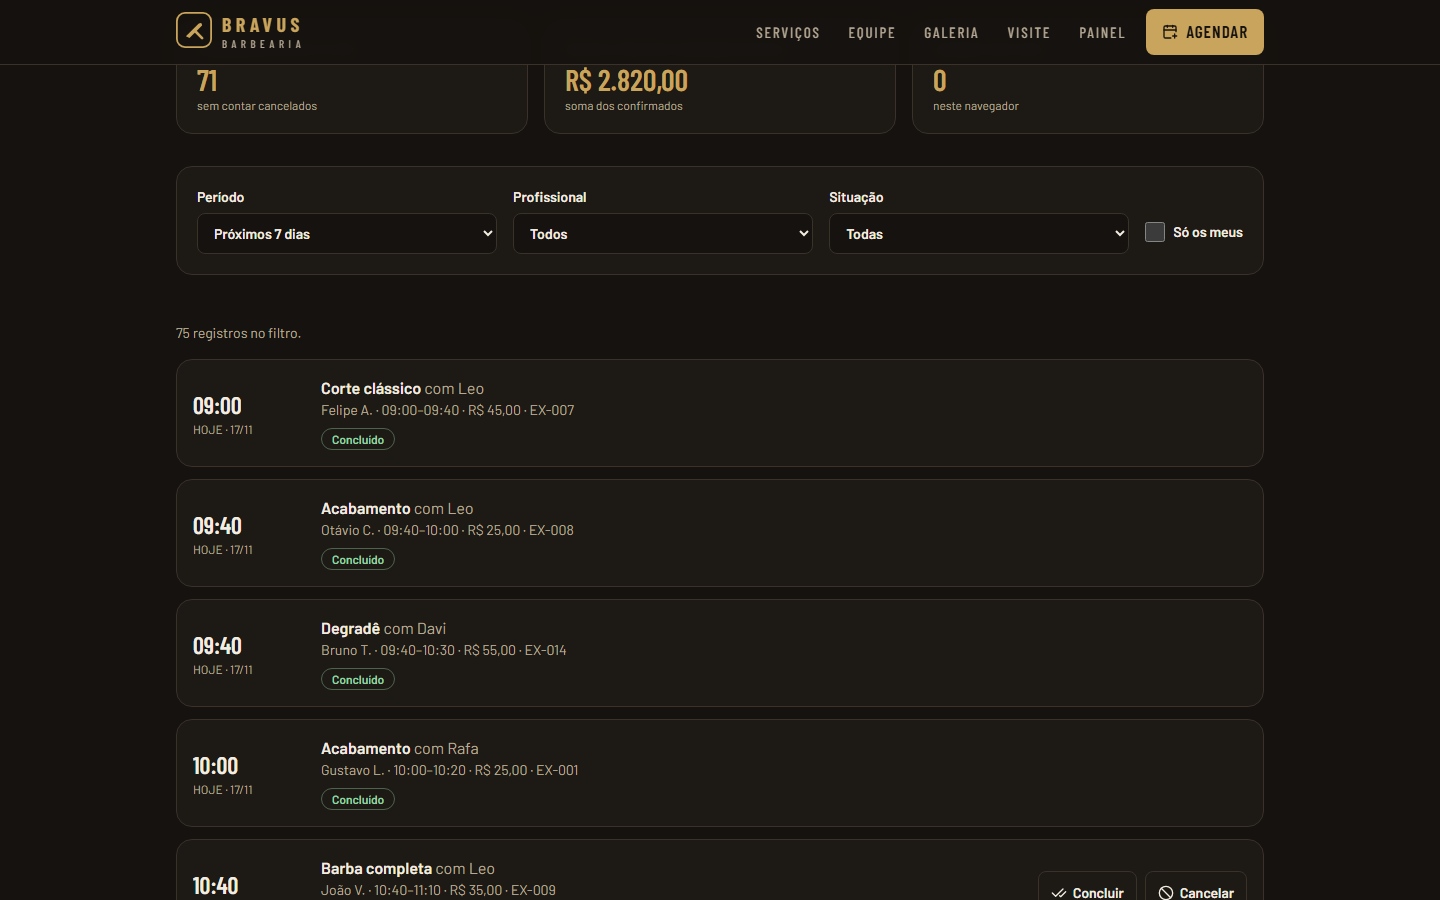 BRAVUS
BARBEARIA
SERVIÇOS
EQUIPE
GALERIA
VISITE
PAINEL
AGENDAR
71
sem contar cancelados
R$ 2.820,00
soma dos confirmados
0
neste navegador
Período
Próximos 7 dias
Profissional
Todos
Situação
Todas
Só os meus
75 registros no filtro.
09:00
HOJE · 17/11
Corte clássico com Leo
Felipe A. · 09:00–09:40 · R$ 45,00 · EX-007
Concluído
09:40
HOJE · 17/11
Acabamento com Leo
Otávio C. · 09:40–10:00 · R$ 25,00 · EX-008
Concluído
09:40
HOJE · 17/11
Degradê com Davi
Bruno T. · 09:40–10:30 · R$ 55,00 · EX-014
Concluído
10:00
HOJE · 17/11
Acabamento com Rafa
Gustavo L. · 10:00–10:20 · R$ 25,00 · EX-001
Concluído
10:40
Barba completa com Leo
João V. · 10:40–11:10 · R$ 35,00 · EX-009
Concluir
Cancelar